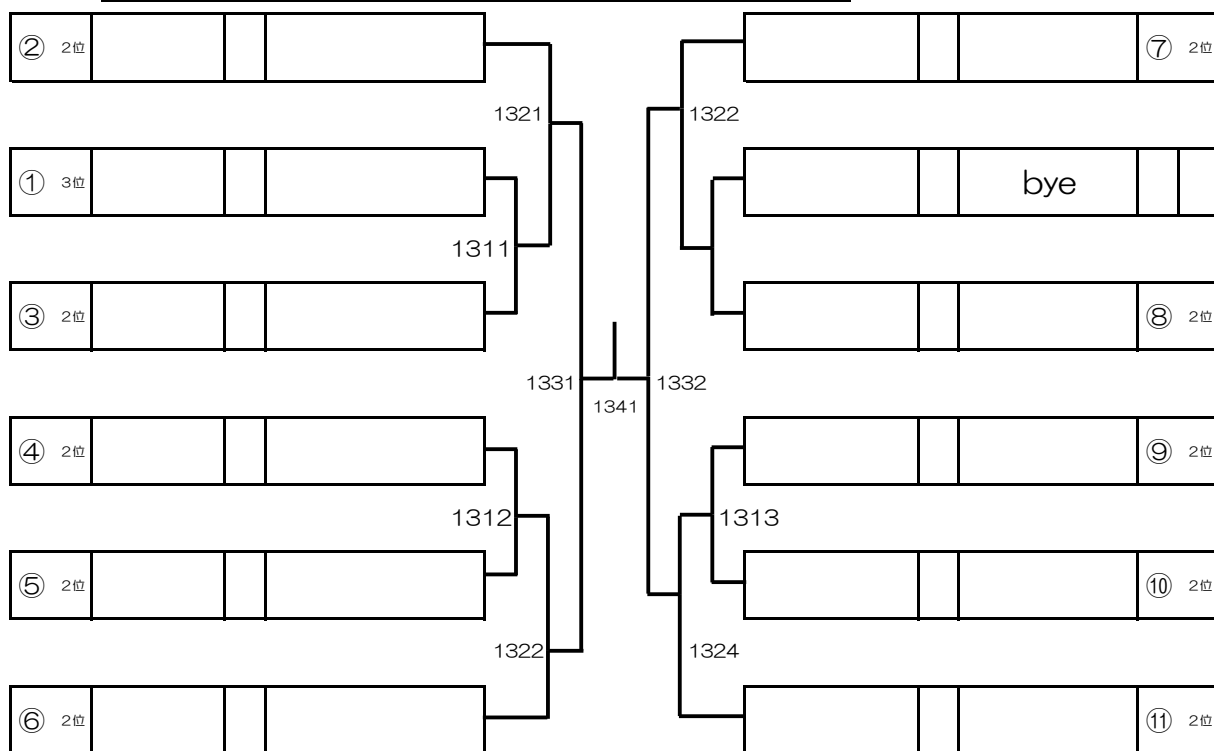 ② 2位
⑦ 2位
1321
1322
① 3位
bye
1311
③ 2位
⑧ 2位
1331
1332
1341
④ 2位
⑨ 2位
1312
1313
⑤ 2位
⑩ 2位
1322
1324
⑥ 2位
⑪ 2位